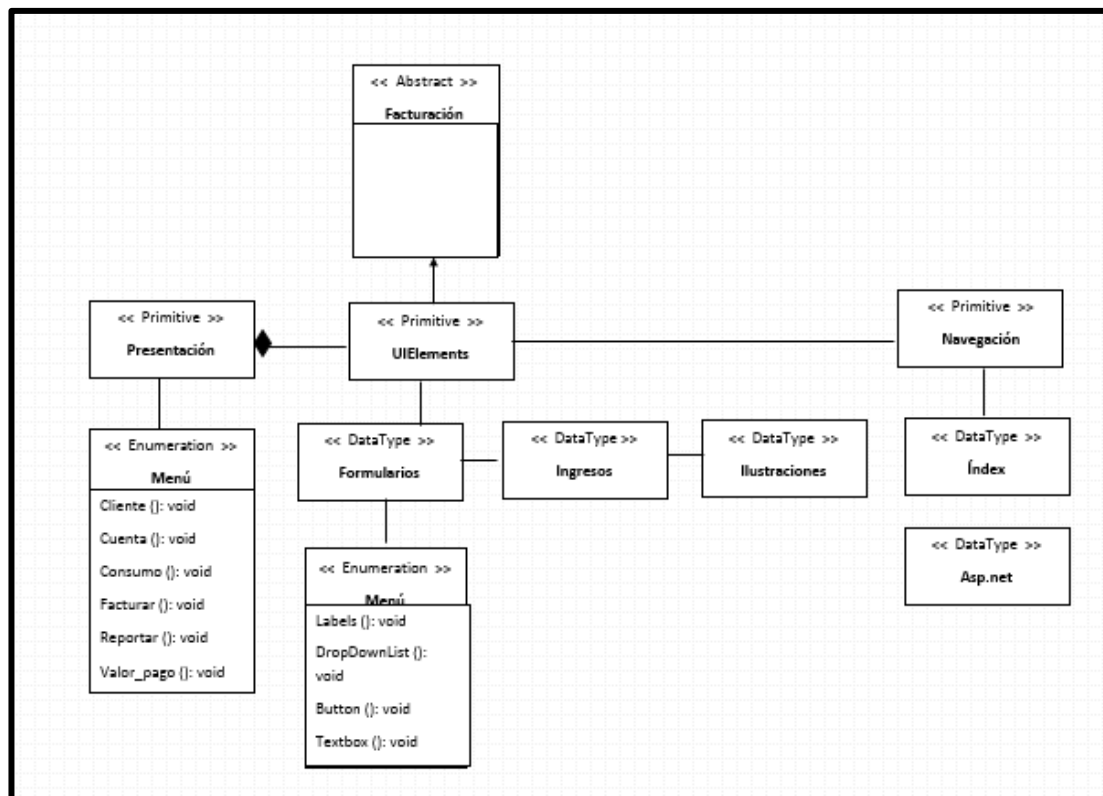 << Abstract >>
Facturación
<< Primitive >>
Presentación
<< Primitive >>
UIElements
<< Primitive >>
Navegación
<< Enumeration >>
Menú
Cliente (): void
Cuenta (): void
Consumo (): void
Facturar (): void
Reportar (): void
Valor_pago (): void
<< DataType >>
Formularios
<< DataType >>
Ingresos
<< DataType >>
Ilustraciones
<< DataType >>
Índex
<< Enumeration >>
Menú
Labels (): void
DropDownList ():
void
Button (): void
Textbox (): void
<< DataType >>
Asp.net